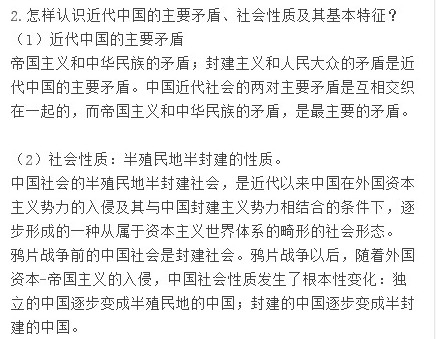 2.怎样认识近代中国的主要矛盾、社会性质及其基本特征?
（1）近代中国的主要矛盾
帝国主义和中华民族的矛盾；封建主义和人民大众的矛盾是近
代中国的主要矛盾。中国近代社会的两对主要矛盾是互相交织
在一起的，而帝国主义和中华民族的矛盾，是最主要的矛盾。
（2）社会性质：半殖民地半封建的性质。
中国社会的半殖民地半封建社会，是近代以来中国在外国资本
主义势力的入侵及其与中国封建主义势力相结合的条件下，逐
步形成的一种从属于资本主义世界体系的畸形的社会形态。
鸦片战争前的中国社会是封建社会。鸦片战争以后，随着外国
资本-帝国主义的入侵，中国社会性质发生了根本性变化：独
立的中国逐步变成半殖民地的中国；封建的中国逐步变成半封
建的中国。